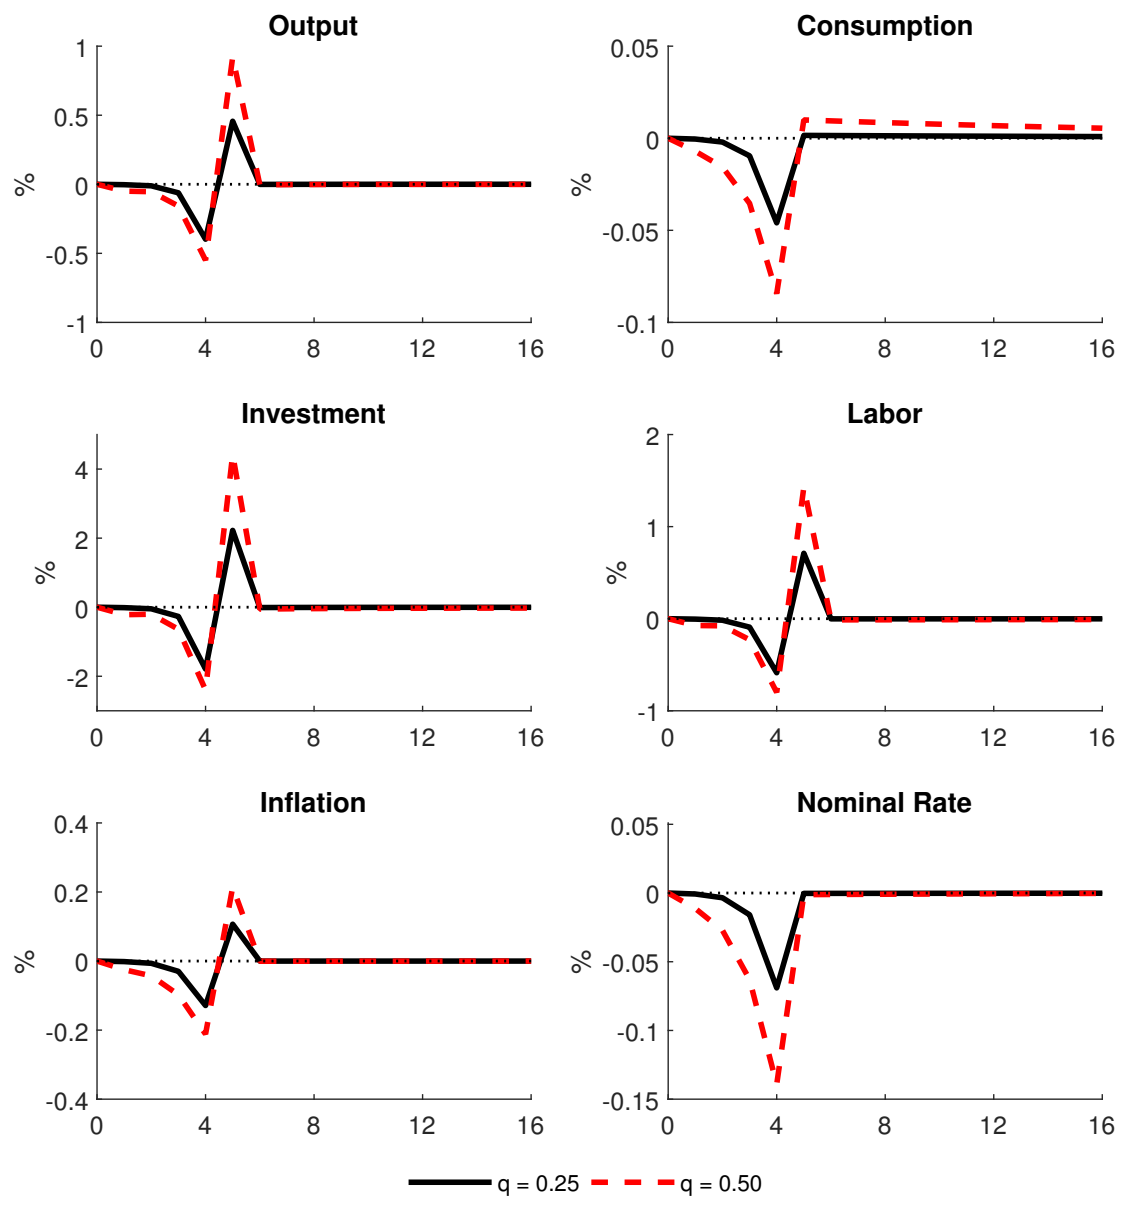 Output
Consumption
1
0.5
0
-0.5
-1
%
0 4 8 12 16
0.05
0
-0.05
-0.1
%
0 4 8 12 16
Investment
Labor
4
2
0
-2
%
0 4 8 12 16
2
1
0
-1
%
0 4 8 12 16
Inflation
Nominal Rate
0.4
0.2
0
-0.2
-0.4
%
0 4 8 12 16
0.05
0
-0.05
-0.1
-0.15
%
0 4 8 12 16
q = 0.25 q = 0.50